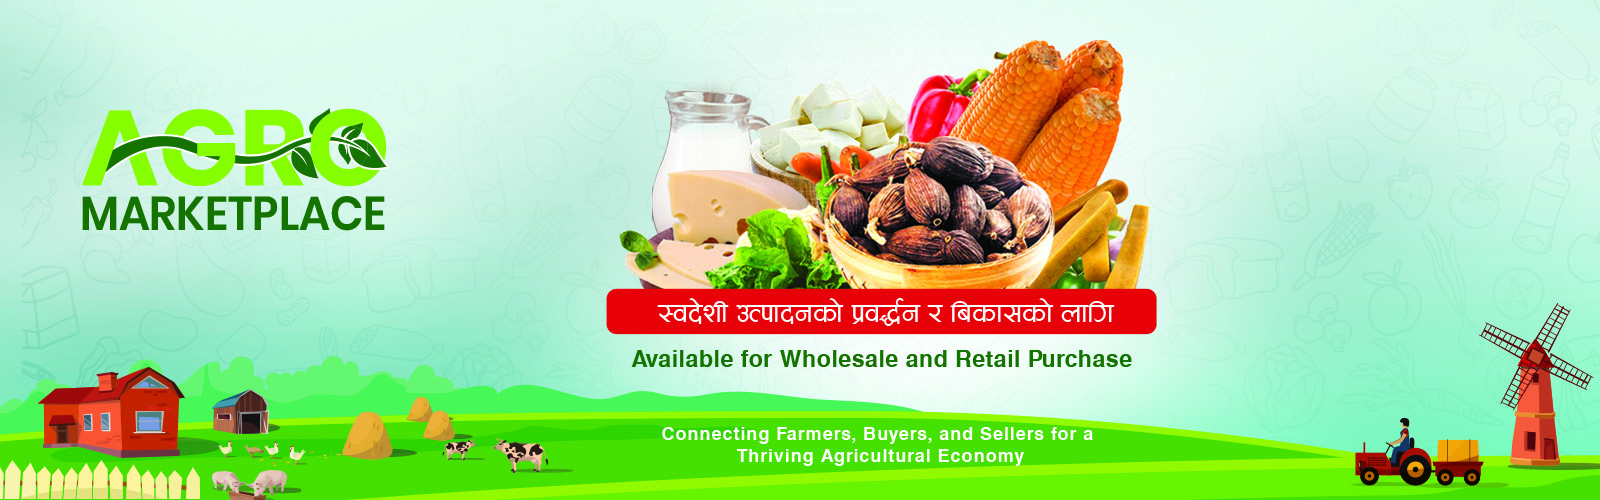 AGRO
MARKETPLACE
स्वदेशी उत्पादनको प्रवर्द्धन र बिकासको लागि
Available for Wholesale and Retail Purchase
Connecting Farmers, Buyers, and Sellers for a
Thriving Agricultural Economy